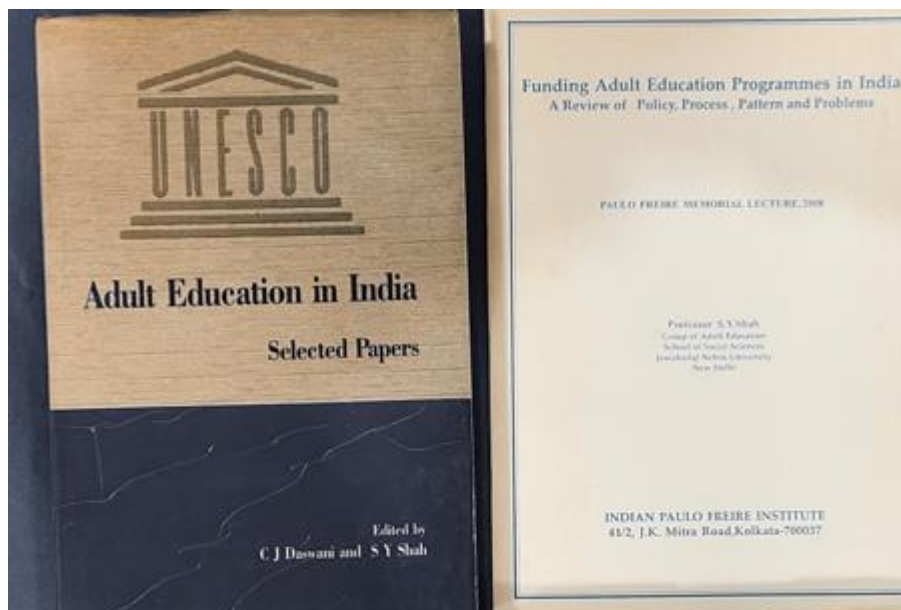 UNESCO
Adult Education in India
Selected Papers
Edited by
C J Daswani and S Y Shah
Funding Adult Education Programmes in India
A Review of Policy, Process, Pattern and Problems
PAULO FREIRE MEMORIAL LECTURE, 2008
Professor S.Y.Shah
Group of Adult Education
School of Social Sciences
Jawaharlal Nehru University
New Delhi
INDIAN PAULO FREIRE INSTITUTE
41/2, J.K. Mitra Road,Kolkata-700037